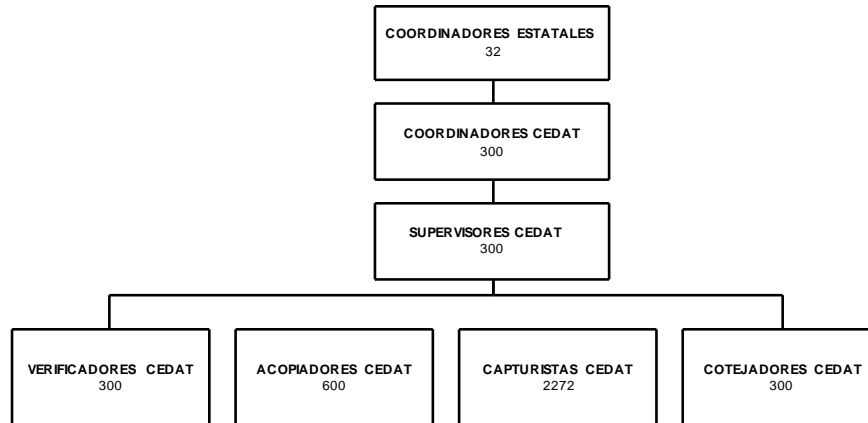 COORDINADORES ESTATALES
32
COORDINADORES CEDAT
300
SUPERVISORES CEDAT
300
VERIFICADORES CEDAT
300
ACOPIADORES CEDAT
600
CAPTURISTAS CEDAT
2272
COTEJADORES CEDAT
300